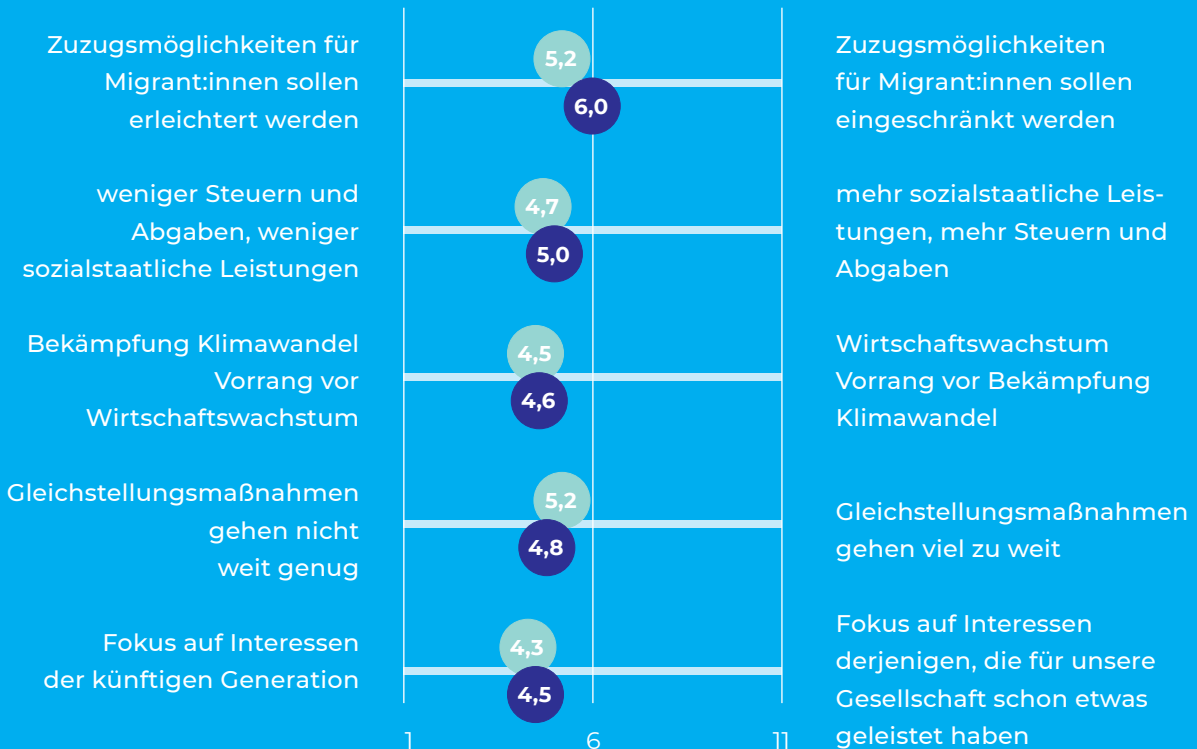 Zuzugsmöglichkeiten für
Migrant:innen sollen
erleichtert werden
5,2
6,0
Zuzugsmöglichkeiten
für Migrant:innen sollen
eingeschränkt werden
weniger Steuern und
Abgaben, weniger
sozialstaatliche Leistungen
4,7
5,0
mehr sozialstaatliche Leis-
tungen, mehr Steuern und
Abgaben
Bekämpfung Klimawandel
Vorrang vor
Wirtschaftswachstum
4,5
4,6
Wirtschaftswachstum
Vorrang vor Bekämpfung
Klimawandel
Gleichstellungsmaßnahmen
gehen nicht
weit genug
5,2
4,8
Gleichstellungsmaßnahmen
gehen viel zu weit
Fokus auf Interessen
der künftigen Generation
4,3
4,5
Fokus auf Interessen
derjenigen, die für unsere
Gesellschaft schon etwas
geleistet haben
1 6 11